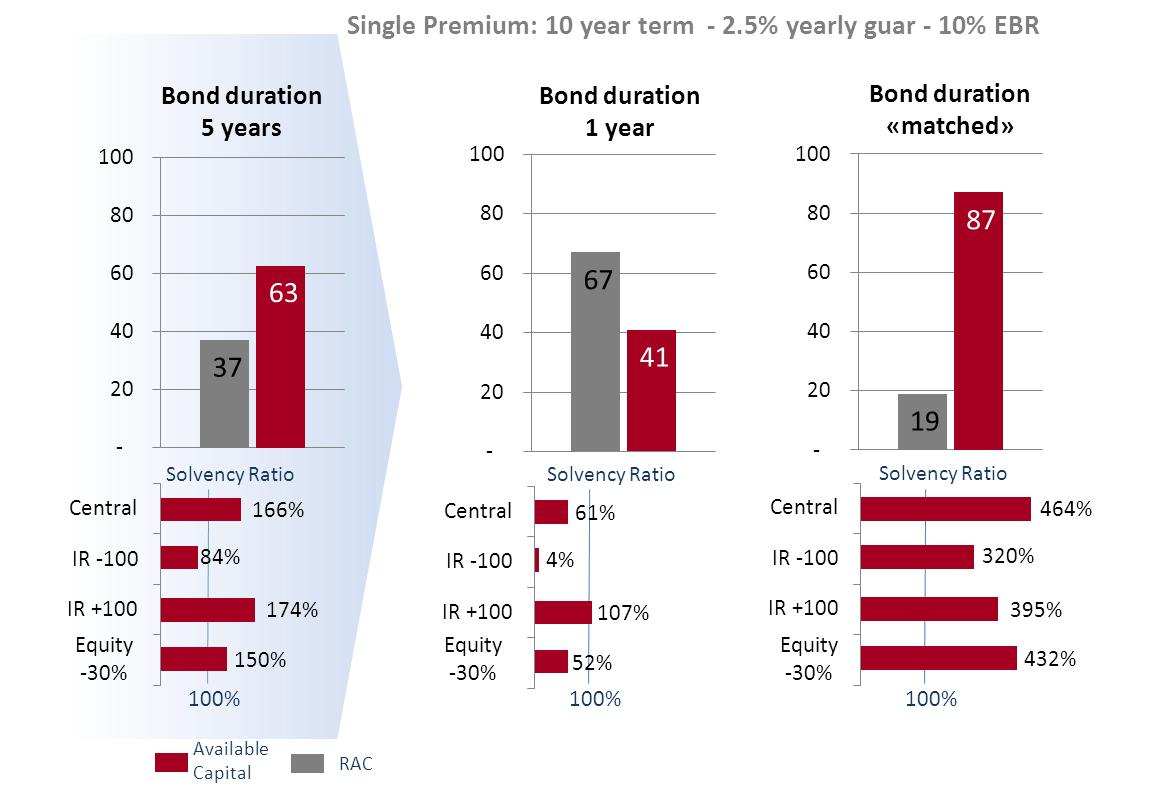 Single Premium: 10 year term  - 2.5% yearly guar - 10% EBR
Bond duration
5 years
100
80
60
40
20
-
37
63
Solvency Ratio
Central
166%
IR -100
84%
IR +100
174%
Equity
-30%
150%
100%
Bond duration
1 year
100
80
60
40
20
-
67
41
Solvency Ratio
Central
61%
IR -100
4%
IR +100
107%
Equity
-30%
52%
100%
Bond duration
«matched»
100
80
60
40
20
-
19
87
Solvency Ratio
Central
464%
IR -100
320%
IR +100
395%
Equity
-30%
432%
100%
Available
Capital
RAC